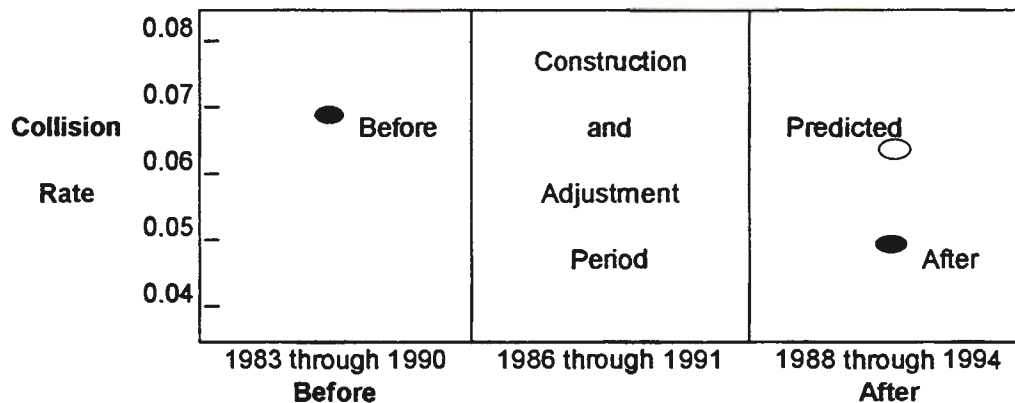 0.08
0.07
0.06
0.05
0.04
Collision
Rate
Before
Construction
and
Adjustment
Period
Predicted
After
1983 through 1990
Before
1986 through 1991
1988 through 1994
After